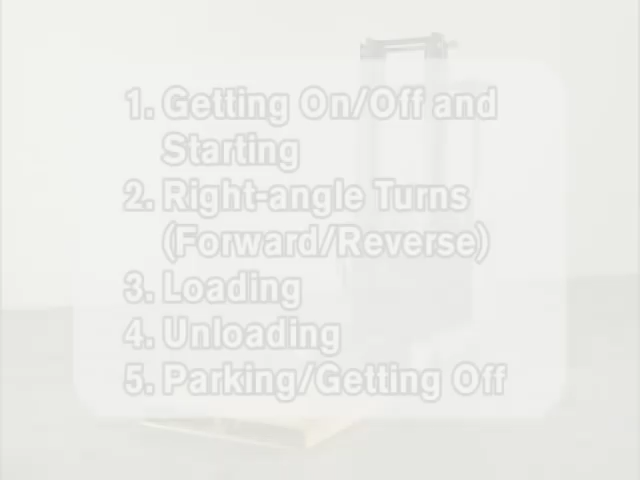 1. Getting On/Off and
Starting
2. Right-angle Turns
(Forward/Reverse)
3. Loading
4. Unloading
5. Parking/Getting Off